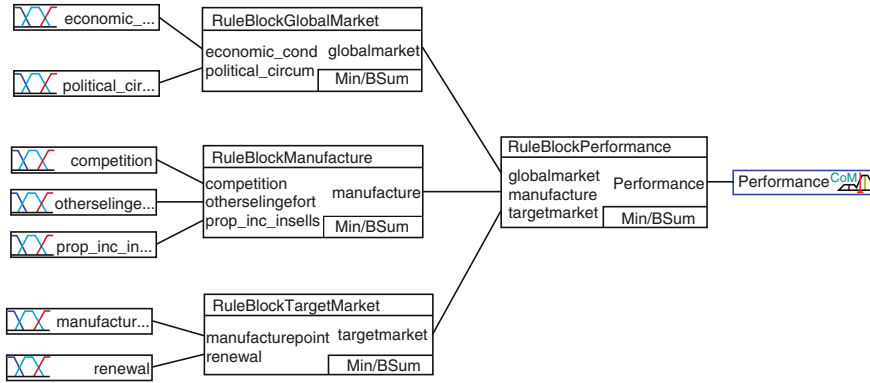 economic_...
political_cir...
RuleBlockGlobalMarket
economic_cond globalmarket
political_circum
Min/BSum
competition
otherselinge...
prop_inc_in...
RuleBlockManufacture
competition
otherselingefort
prop_inc_insells
manufacture
Min/BSum
manufactur...
renewal
RuleBlockTargetMarket
manufacturepoint targetmarket
renewal
Min/BSum
RuleBlockPerformance
globalmarket
manufacture
targetmarket
Performance
Min/BSum
Performance CoM